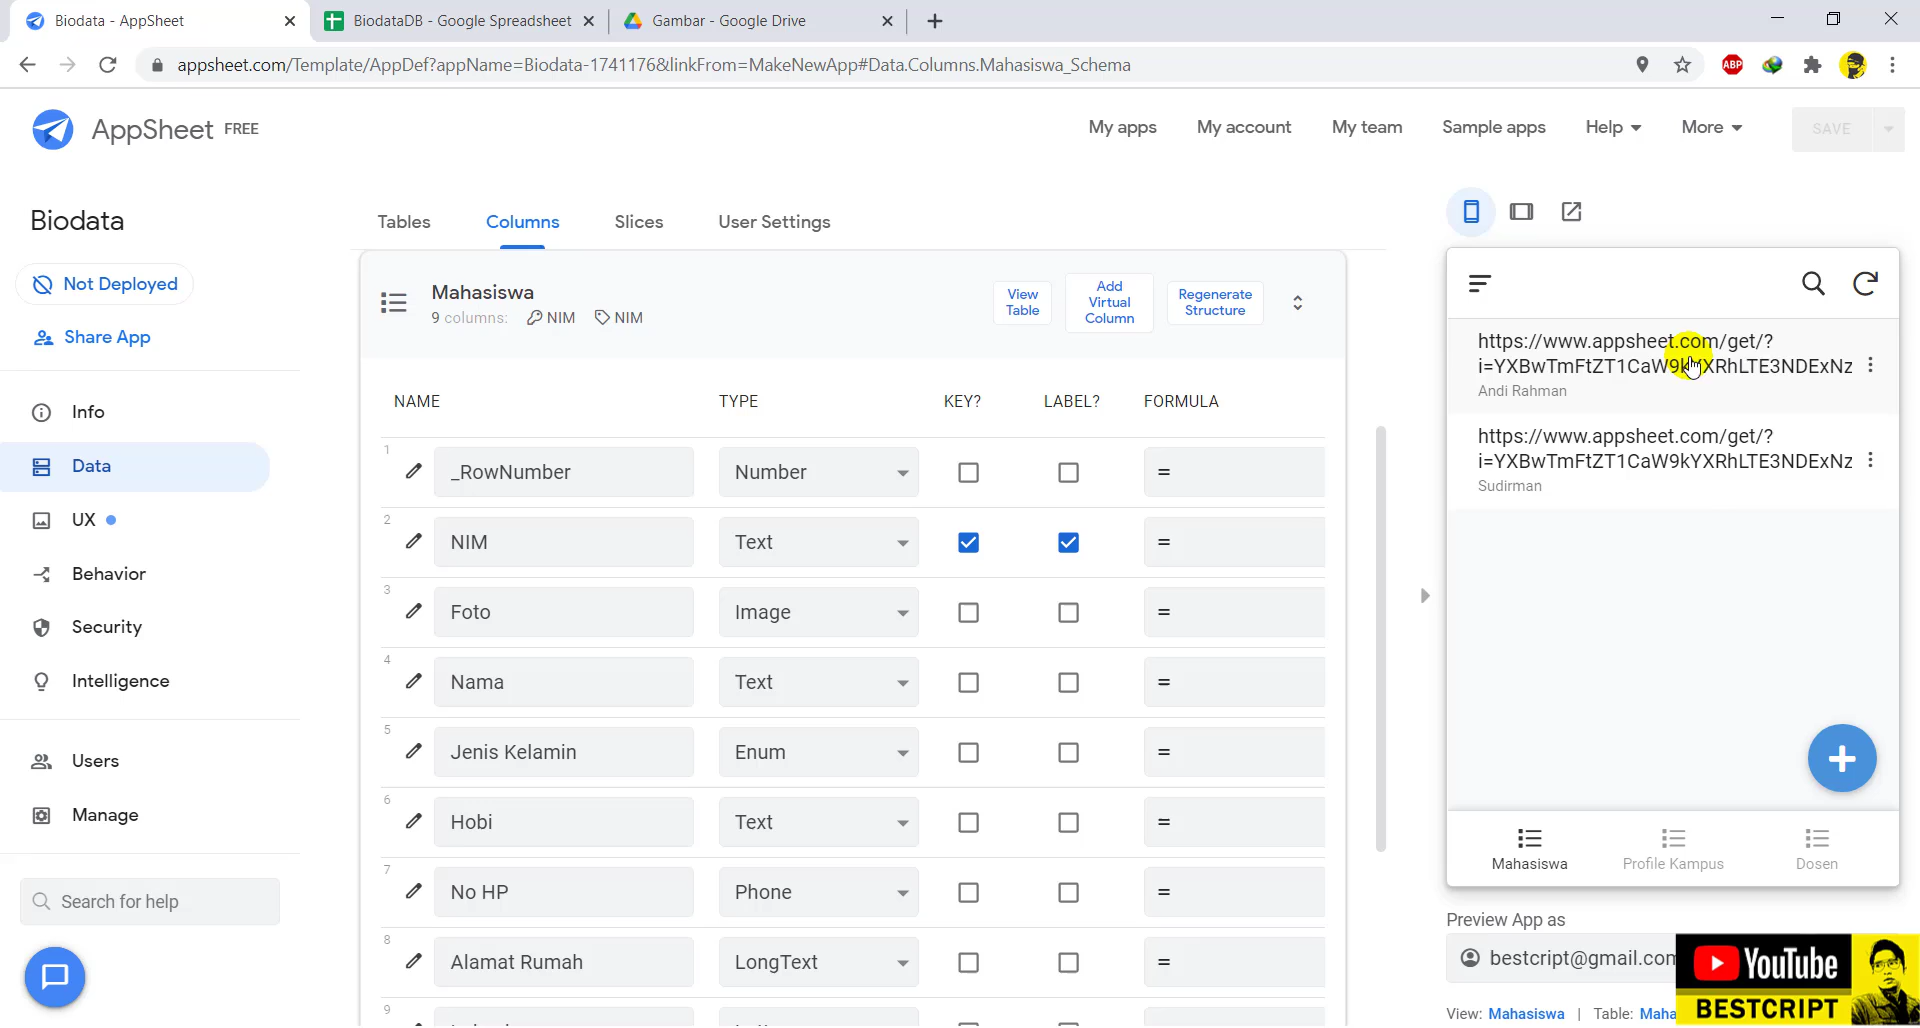 Biodata - AppSheet
BiodataDB - Google Spreadsheet
Gambar - Google Drive
appsheet.com/Template/AppDef?appName=Biodata-1741176&linkFrom=MakeNewApp#Data.Columns.Mahasiswa_Schema
ABP
AppSheet FREE
My apps
My account
My team
Sample apps
Help
More
SAVE
Biodata
Not Deployed
Share App
Info
Data
UX
Behavior
Security
Intelligence
Users
Manage
Search for help
Tables
Columns
Slices
User Settings
Mahasiswa
9 columns: NIM NIM
View Table
Add Virtual Column
Regenerate Structure
NAME TYPE KEY? LABEL? FORMULA
1 _RowNumber Number =
2 NIM Text =
3 Foto Image =
4 Nama Text =
5 Jenis Kelamin Enum =
6 Hobi Text =
7 No HP Phone =
8 Alamat Rumah LongText =
9
https://www.appsheet.com/get/?
i=YXBwTmFtZT1CaW9kYXRhLTE3NDExNz
Andi Rahman
https://www.appsheet.com/get/?
i=YXBwTmFtZT1CaW9kYXRhLTE3NDExNz
Sudirman
Mahasiswa
Profile Kampus
Dosen
Preview App as
bestcript@gmail.com
View: Mahasiswa | Table: Maha
YouTube
BESTCRIPT